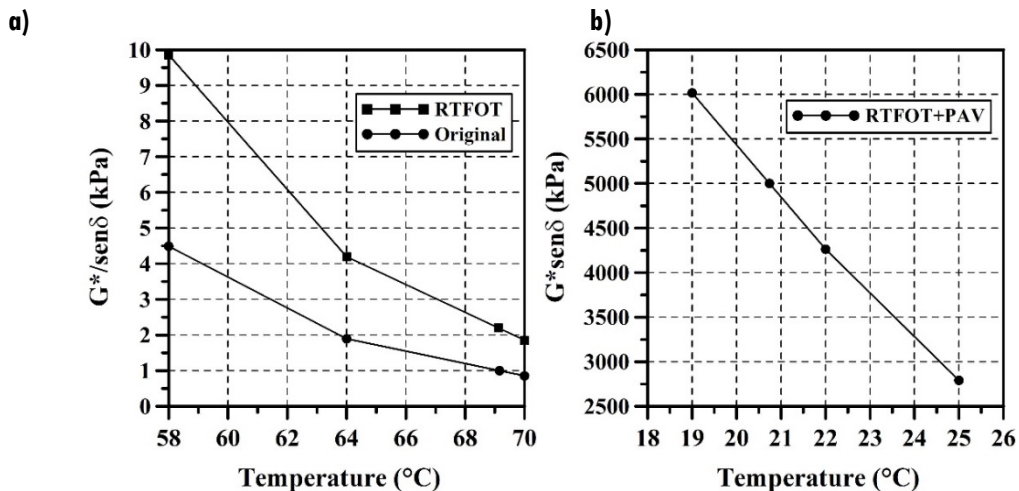 a)
10
9
8
7
6
5
4
3
2
1
0
G*/senδ (kPa)
RTFOT
Original
58 60 62 64 66 68 70
Temperature (°C)
b)
6500
6000
5500
5000
4500
4000
3500
3000
2500
G*senδ (kPa)
RTFOT+PAV
18 19 20 21 22 23 24 25 26
Temperature (°C)